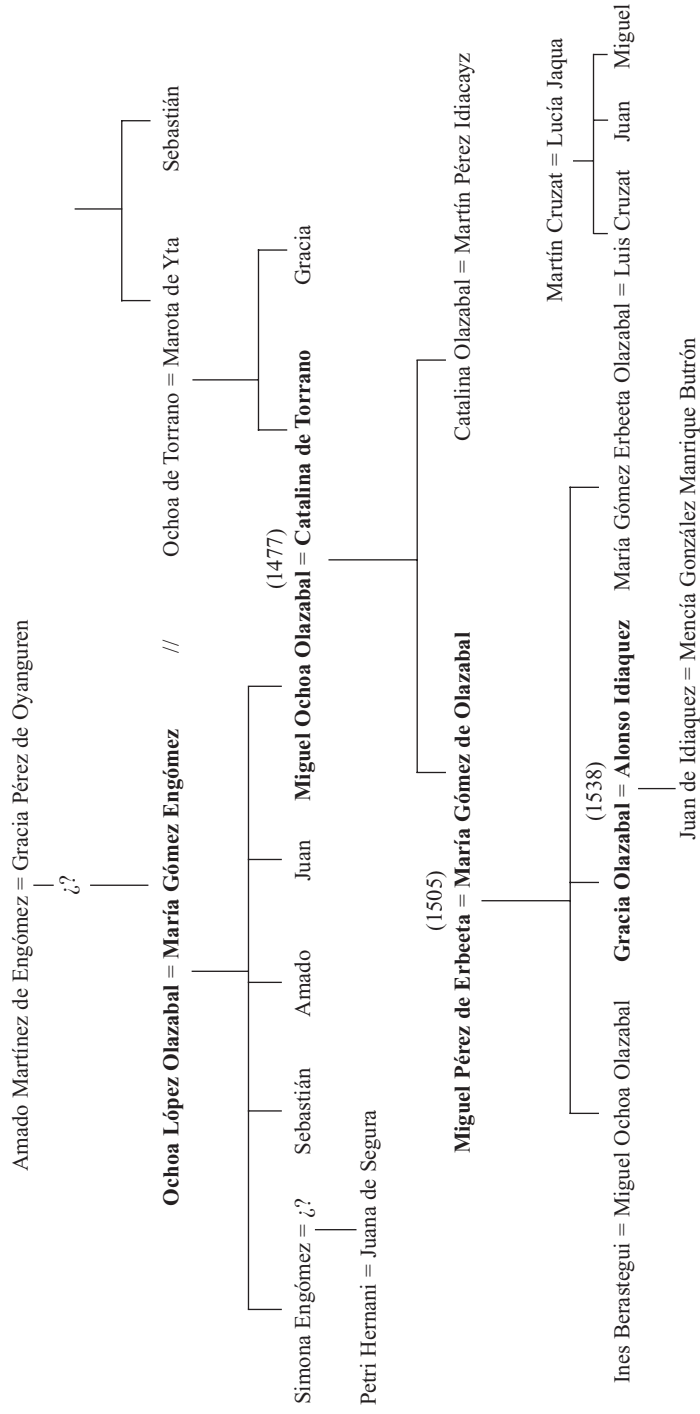 Amado Martínez de Engómez = Gracia Pérez de Oyanguren
¿?
Ochoa López Olazabal = María Gómez Engómez // Ochoa de Torrano = Marota de Yta Sebastián
(1477)
Simona Engómez = ¿? Sebastián Amado Juan Miguel Ochoa Olazabal = Catalina de Torrano Gracia
Petri Hernani = Juana de Segura
(1505)
Miguel Pérez de Erbeeta = María Gómez de Olazabal Catalina Olazabal = Martín Pérez Idiacayz
Martín Cruzat = Lucía Jaqua
(1538)
Ines Berastegui = Miguel Ochoa Olazabal Gracia Olazabal = Alonso Idiaquez María Gómez Erbeeta Olazabal = Luis Cruzat Juan Miguel
Juan de Idiaquez = Mencía González Manrique Butrón